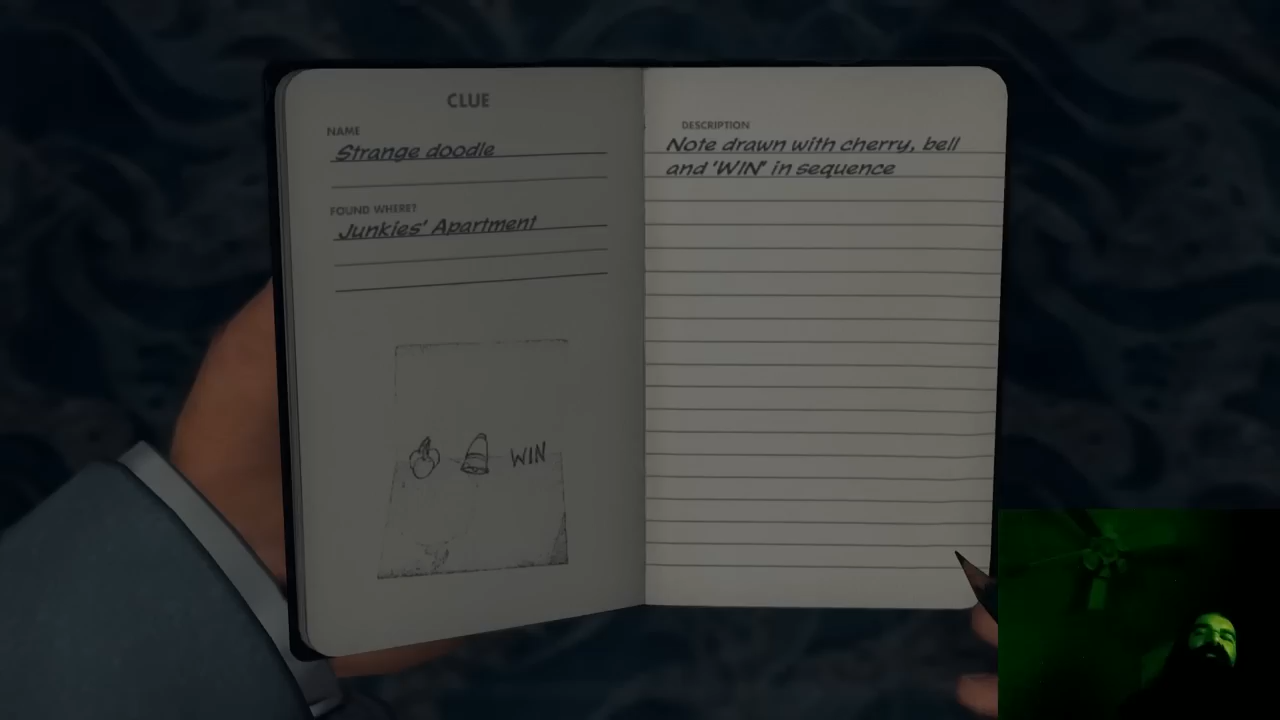 CLUE
NAME
Strange doodle
FOUND WHERE?
Junkies' Apartment
WIN
DESCRIPTION
Note drawn with cherry, bell
and 'WIN' in sequence